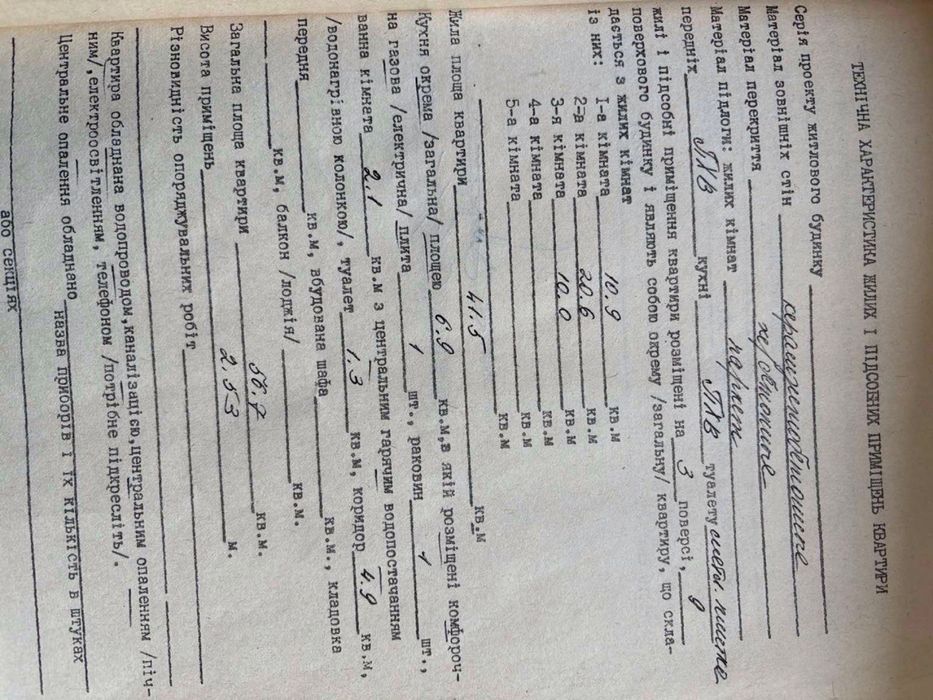 ТЕХНІЧНА ХАРАКТЕРИСТИКА ЖИЛИХ І ПІДСОБНИХ ПРИМІЩЕНЬ КВАРТИРИ
Серія проекту житлового будинку
Матеріал зовнішніх стін керамзитобетонне
Матеріал перекриття з/бетонне
Матеріал підлоги: жилих кімнат паркет
передніх ПХВ кухні ПХВ туалету мет. плитк.
жилі і підсобні приміщення квартири розміщені на 3 поверсі, 9
поверхового будинку і являють собою окрему /загальну/ квартиру, що скла-
дається з жилих кімнат
із них:
І-а кімната 10.9 кв.м
2-а кімната 20.6 кв.м
3-я кімната 10.0 кв.м
4-а кімната кв.м
5-а кімната кв.м
Жила площа квартири 41.5 кв.м
Кухня окрема /загальна/ площею 6.9 кв.м,в якій розміщені комфороч-
на газова /електрична/ плита 1 шт., раковин 1 шт.,
ванна кімната 2.1 кв.м з центральним гарячим водопостачанням
/водонагрівною колонкою/, туалет 1.3 кв.м, коридор 4.9 кв.м,
передня кв.м, вбудована шафа кв.м., кладовка
кв.м, балкон /лоджія/ кв.м.
Загальна площа квартири 56.7 кв.м.
Висота приміщень 2.53 м.
Різновидність опоряджувальних робіт
Квартира обладнана водопроводом,каналізацією,центральним опаленням /піч-
ним/,електроосвітленням, телефоном /потрібне підкресліть/.
Центральне опалення обладнано назва приборів і їх кількість в штуках
або секціях